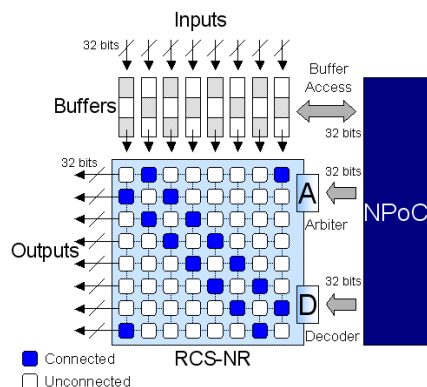 Inputs
32 bits
Buffers
Buffer
Access
32 bits
NPoC
32 bits
32 bits
A
Arbiter
Outputs
32 bits
D
Decoder
RCS-NR
Connected
Unconnected